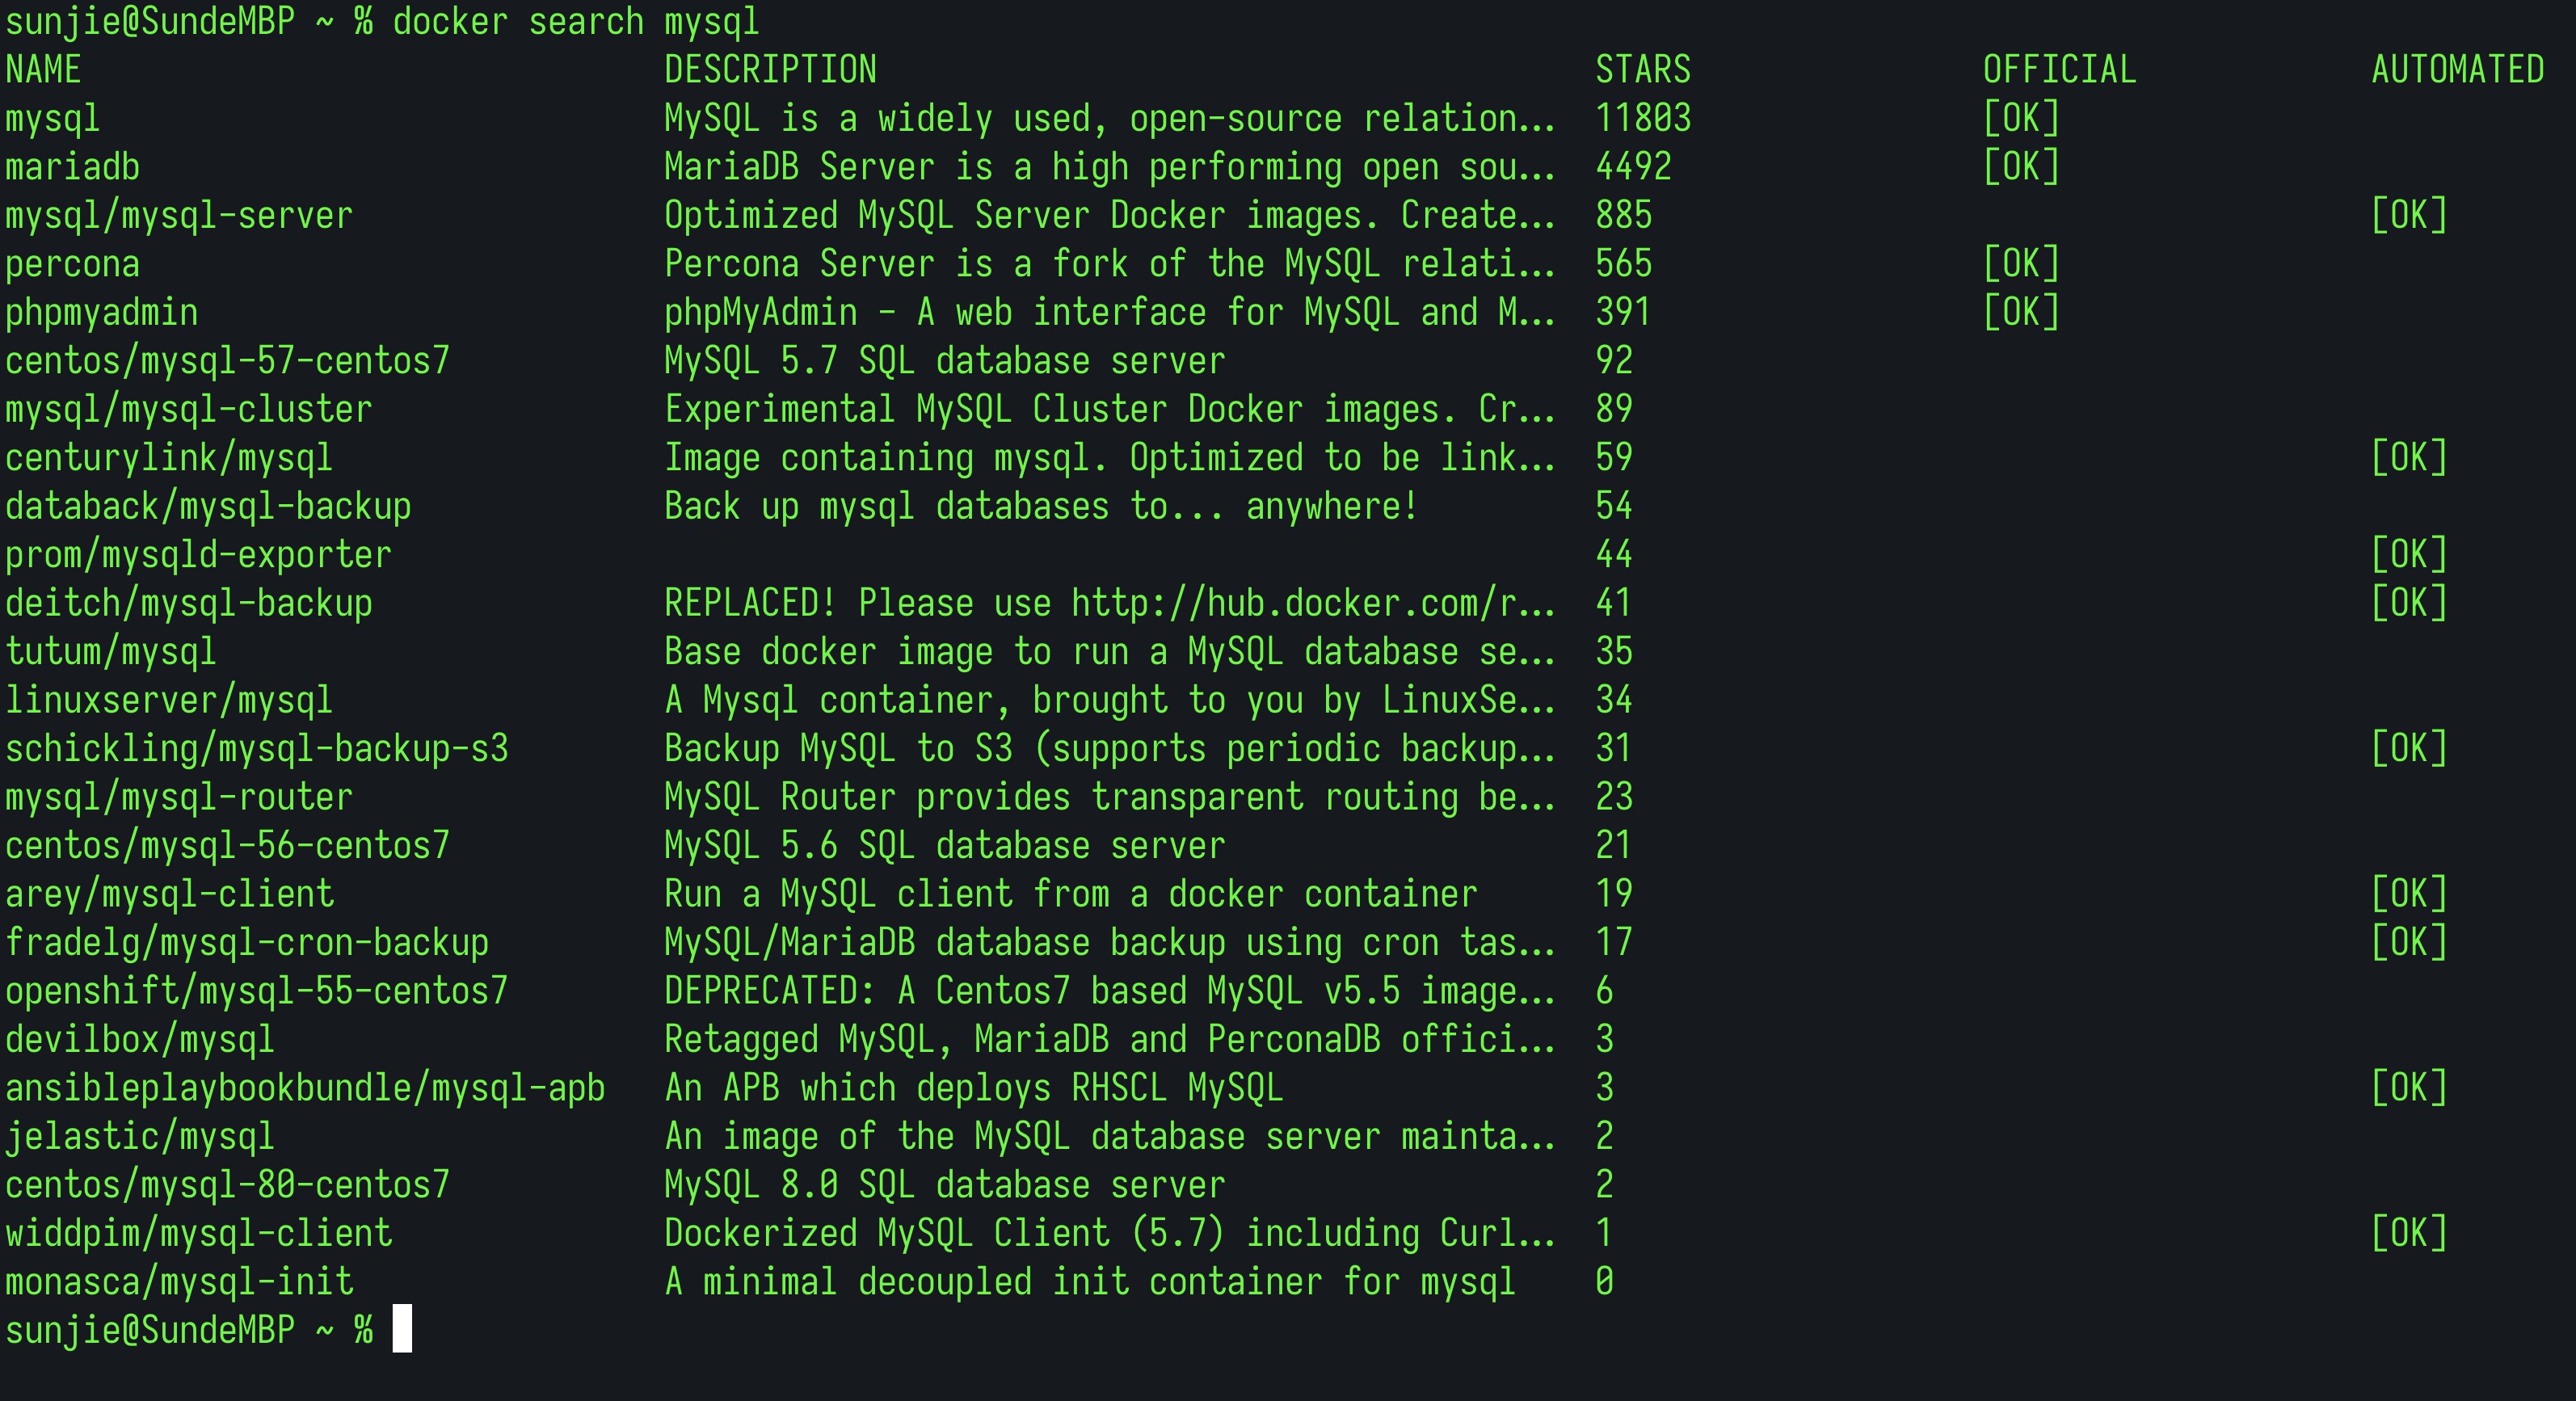 sunjie@SundeMBP ~ % docker search mysql
NAME DESCRIPTION STARS OFFICIAL AUTOMATED
mysql MySQL is a widely used, open-source relation... 11803 [OK]
mariadb MariaDB Server is a high performing open sou... 4492 [OK]
mysql/mysql-server Optimized MySQL Server Docker images. Create... 885 [OK]
percona Percona Server is a fork of the MySQL relati... 565 [OK]
phpmyadmin phpMyAdmin - A web interface for MySQL and M... 391 [OK]
centos/mysql-57-centos7 MySQL 5.7 SQL database server 92
mysql/mysql-cluster Experimental MySQL Cluster Docker images. Cr... 89
centurylink/mysql Image containing mysql. Optimized to be link... 59 [OK]
databack/mysql-backup Back up mysql databases to... anywhere! 54
prom/mysqld-exporter 44 [OK]
deitch/mysql-backup REPLACED! Please use http://hub.docker.com/r... 41 [OK]
tutum/mysql Base docker image to run a MySQL database se... 35
linuxserver/mysql A Mysql container, brought to you by LinuxSe... 34
schickling/mysql-backup-s3 Backup MySQL to S3 (supports periodic backup... 31 [OK]
mysql/mysql-router MySQL Router provides transparent routing be... 23
centos/mysql-56-centos7 MySQL 5.6 SQL database server 21
arey/mysql-client Run a MySQL client from a docker container 19 [OK]
fradelg/mysql-cron-backup MySQL/MariaDB database backup using cron tas... 17 [OK]
openshift/mysql-55-centos7 DEPRECATED: A Centos7 based MySQL v5.5 image... 6
devilbox/mysql Retagged MySQL, MariaDB and PerconaDB offici... 3
ansibleplaybookbundle/mysql-apb An APB which deploys RHSCL MySQL 3 [OK]
jelastic/mysql An image of the MySQL database server mainta... 2
centos/mysql-80-centos7 MySQL 8.0 SQL database server 2
widdpim/mysql-client Dockerized MySQL Client (5.7) including Curl... 1 [OK]
monasca/mysql-init A minimal decoupled init container for mysql 0
sunjie@SundeMBP ~ %